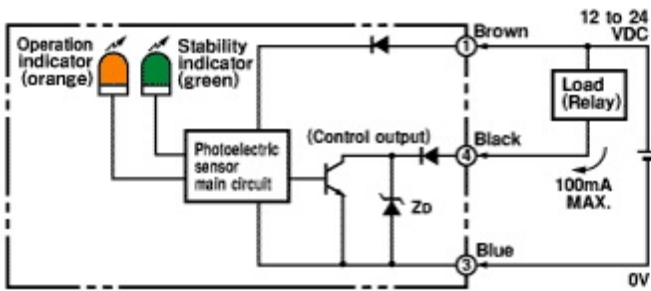 Operation
indicator
(orange)
Stability
indicator
(green)
Photoelectric
sensor
main circuit
(Control output)
ZD
1
Brown
4
Black
3
Blue
12 to 24
VDC
Load
(Relay)
100mA
MAX.
0V